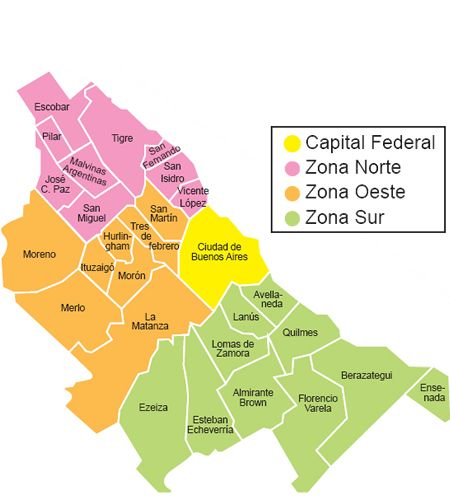 Escobar
Pilar
Tigre
San
Fernando
Malvinas
Argentinas
San
Isidro
José
C. Paz
Vicente
López
San
Miguel
San
Martín
Hurlin-
gham
Tres
de
febrero
Moreno
Ituzaigó
Morón
Ciudad de
Buenos Aires
Merlo
La
Matanza
Avella-
neda
Lanús
Quilmes
Lomas de
Zamora
Berazategui
Ense-
nada
Almirante
Brown
Florencio
Varela
Ezeiza
Esteban
Echeverría
Capital Federal
Zona Norte
Zona Oeste
Zona Sur